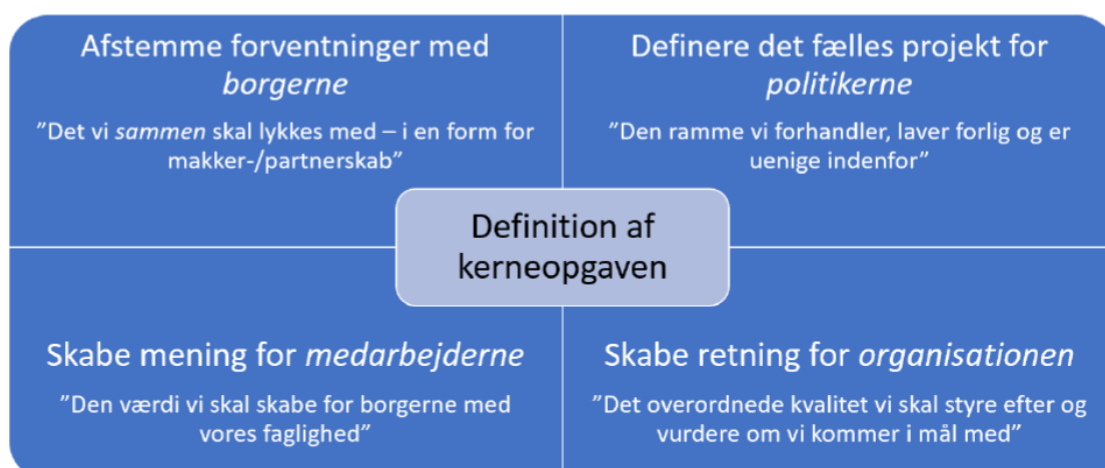 Afstemme forventninger med
borgerne
”Det vi sammen skal lykkes med – i en form for
makker-/partnerskab”
Definere det fælles projekt for
politikerne
”Den ramme vi forhandler, laver forlig og er
uenige indenfor”
Definition af
kerneopgaven
Skabe mening for medarbejderne
”Den værdi vi skal skabe for borgerne med
vores faglighed”
Skabe retning for organisationen
”Det overordnede kvalitet vi skal styre efter og
vurdere om vi kommer i mål med”